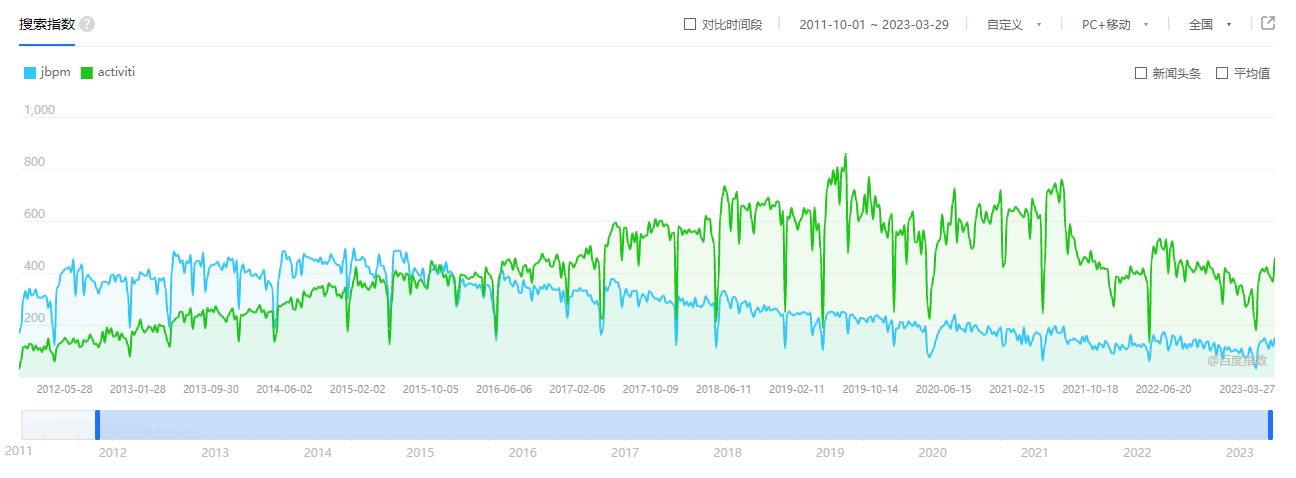 搜索指数 ?
对比时间段 2011-10-01 ~ 2023-03-29 自定义 PC+移动 全国
jbpm activiti 新闻头条 平均值
1,000
800
600
400
200
@百度指数
2012-05-28 2013-01-28 2013-09-30 2014-06-02 2015-02-02 2015-10-05 2016-06-06 2017-02-06 2017-10-09 2018-06-11 2019-02-11 2019-10-14 2020-06-15 2021-02-15 2021-10-18 2022-06-20 2023-03-27
2011 2012 2013 2014 2015 2016 2017 2018 2019 2020 2021 2022 2023